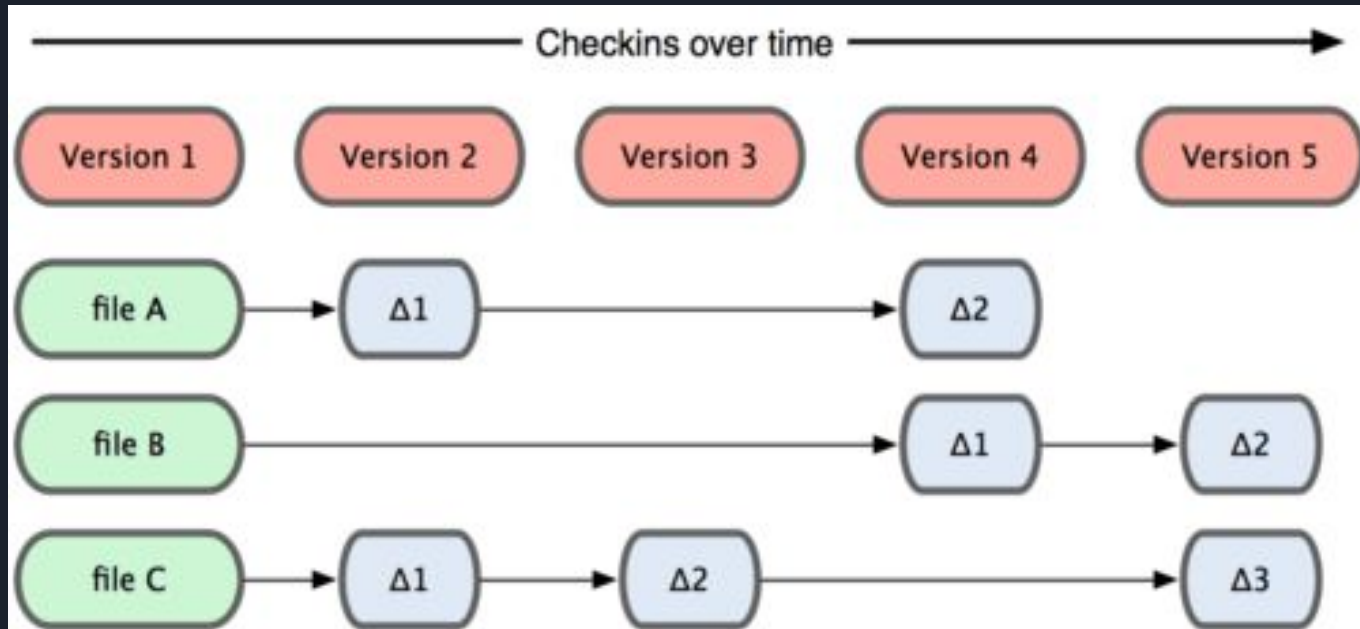 Checkins over time
Version 1 Version 2 Version 3 Version 4 Version 5
file A Δ1 Δ2
file B Δ1 Δ2
file C Δ1 Δ2 Δ3